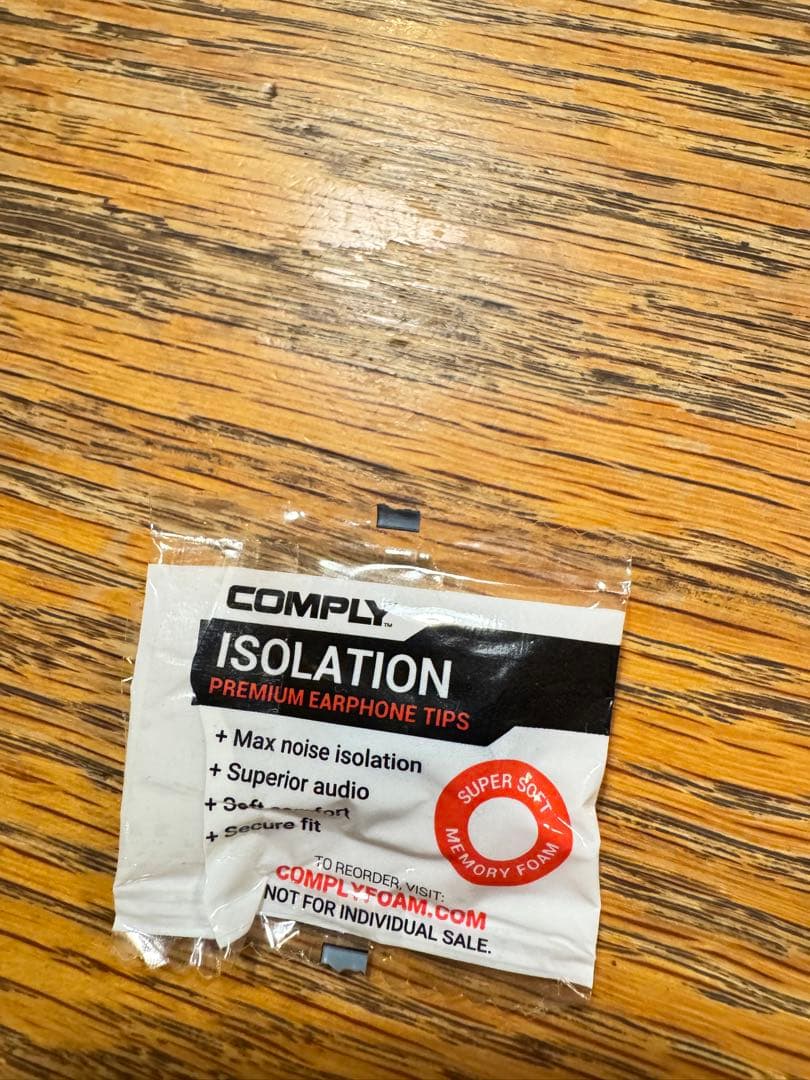 COMPLY™
ISOLATION
PREMIUM EARPHONE TIPS
+ Max noise isolation
+ Superior audio
+ Soft comfort
+ Secure fit
SUPER SOFT
MEMORY FOAM
TO REORDER, VISIT:
COMPLYFOAM.COM
NOT FOR INDIVIDUAL SALE.